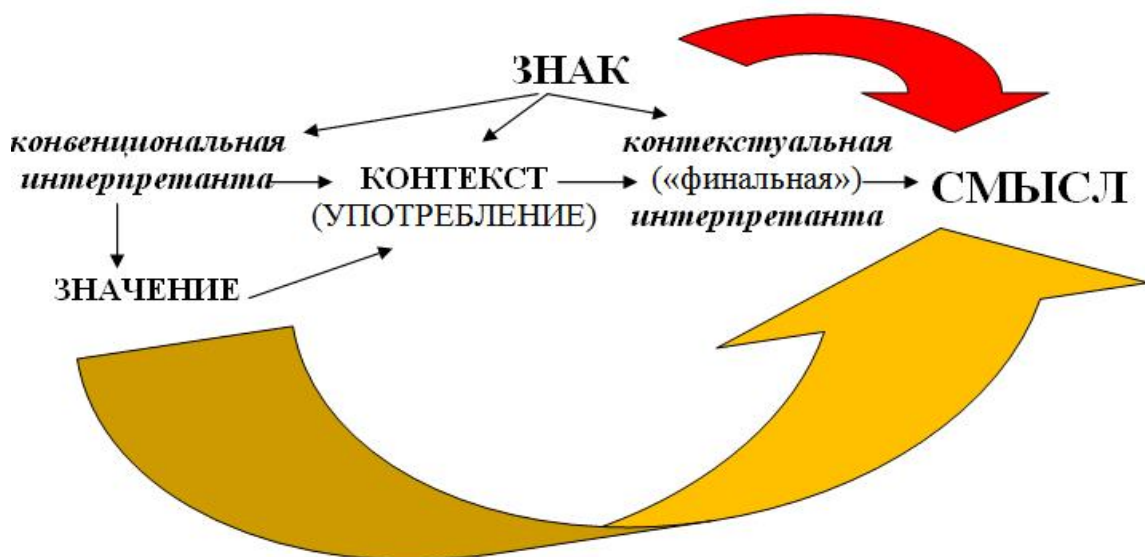 ЗНАК
конвенциональная
интерпретанта
КОНТЕКСТ
(УПОТРЕБЛЕНИЕ)
контекстуальная
(«финальная»)
интерпретанта
СМЫСЛ
ЗНАЧЕНИЕ